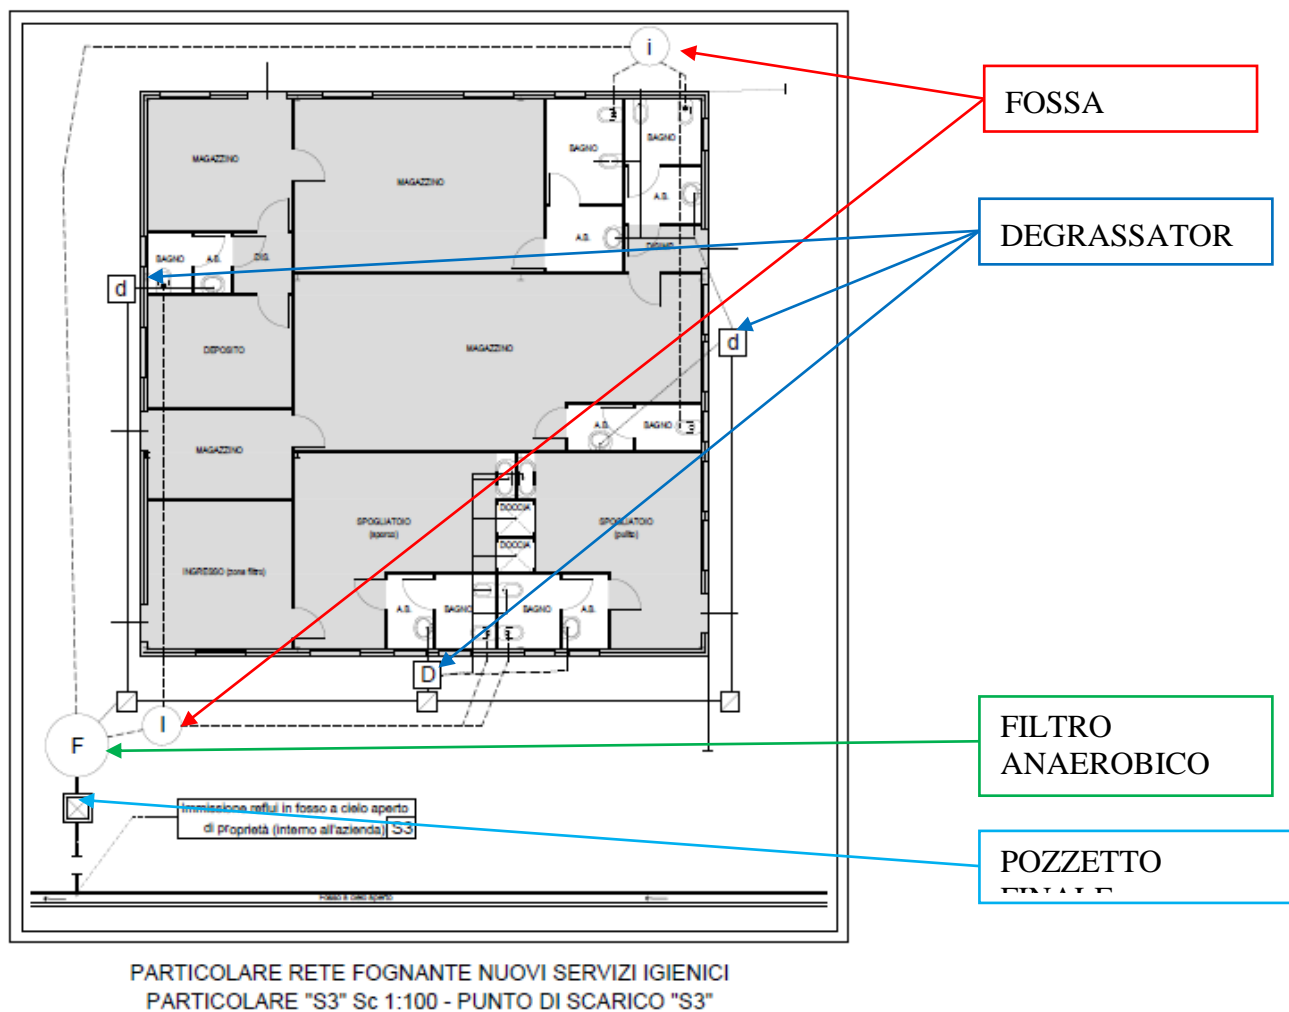 i
FOSSA
MAGAZZINO
MAGAZZINO
BAGNO
BAGNO
A.B.
A.B.
DISIMP.
BAGNO
A.B.
DIS.
DEGRASSATOR
d
d
DEPOSITO
MAGAZZINO
A.B.
BAGNO
MAGAZZINO
DOCCIA
SPOGLIATOIO
(sporco)
SPOGLIATOIO
(pulito)
DOCCIA
INGRESSO (zona filtro)
A.B.
BAGNO
BAGNO
A.B.
D
I
F
FILTRO
ANAEROBICO
Immissione reflui in fosso a cielo aperto
di proprietà (interno all'azienda) S3
POZZETTO
FINALE
Fosso a cielo aperto
PARTICOLARE RETE FOGNANTE NUOVI SERVIZI IGIENICI
PARTICOLARE "S3" Sc 1:100 - PUNTO DI SCARICO "S3"